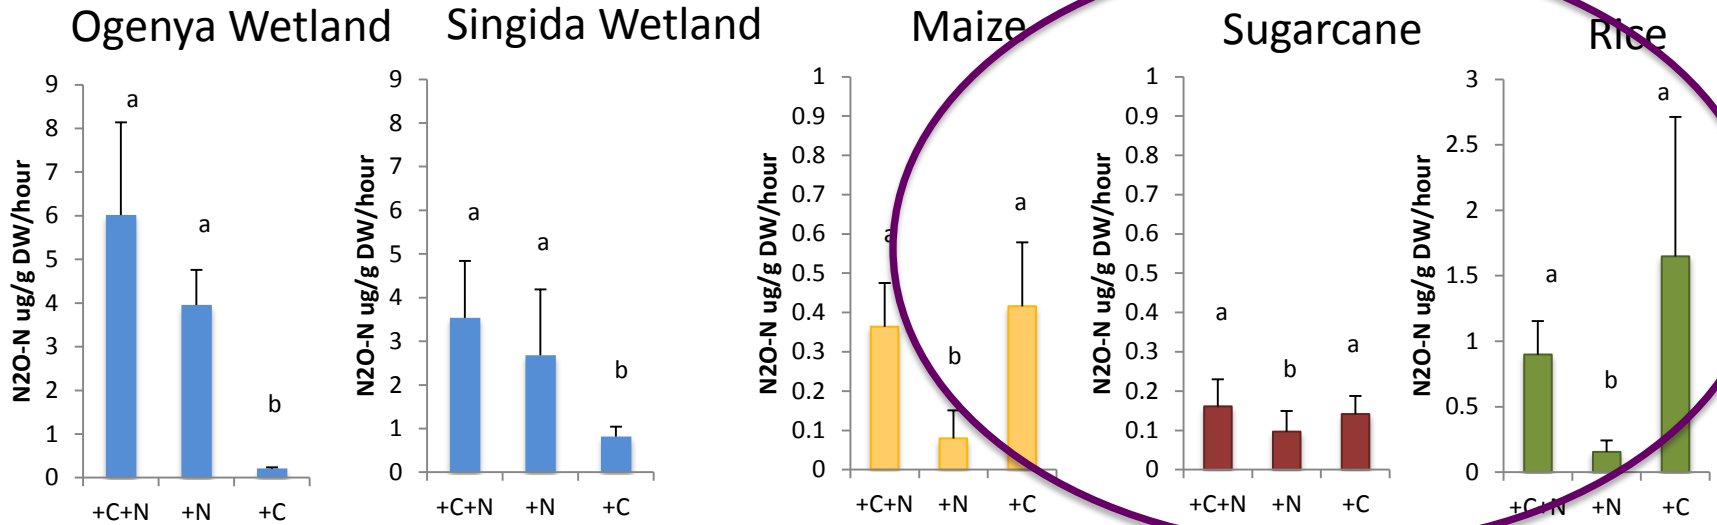 Ogenya Wetland
N2O-N ug/g DW/hour
9
8
7
6
5
4
3
2
1
0
a
a
b
+C+N +N +C
Singida Wetland
N2O-N ug/g DW/hour
9
8
7
6
5
4
3
2
1
0
a
a
b
+C+N +N +C
Maize
N2O-N ug/g DW/hour
1
0.9
0.8
0.7
0.6
0.5
0.4
0.3
0.2
0.1
0
a
b
a
+C+N +N +C
Sugarcane
N2O-N ug/g DW/hour
1
0.9
0.8
0.7
0.6
0.5
0.4
0.3
0.2
0.1
0
a
b
a
+C+N +N +C
Rice
N2O-N ug/g DW/hour
3
2.5
2
1.5
1
0.5
0
a
b
a
+C+N +N +C